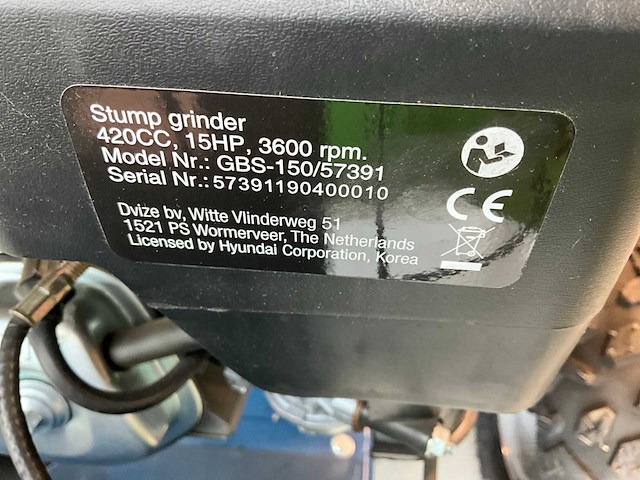 Stump grinder
420CC, 15HP, 3600 rpm.
Model Nr.: GBS-150/57391
Serial Nr.: 57391190400010
Dvize bv, Witte Vlinderweg 51
1521 PS Wormerveer, The Netherlands
Licensed by Hyundai Corporation, Korea
CE